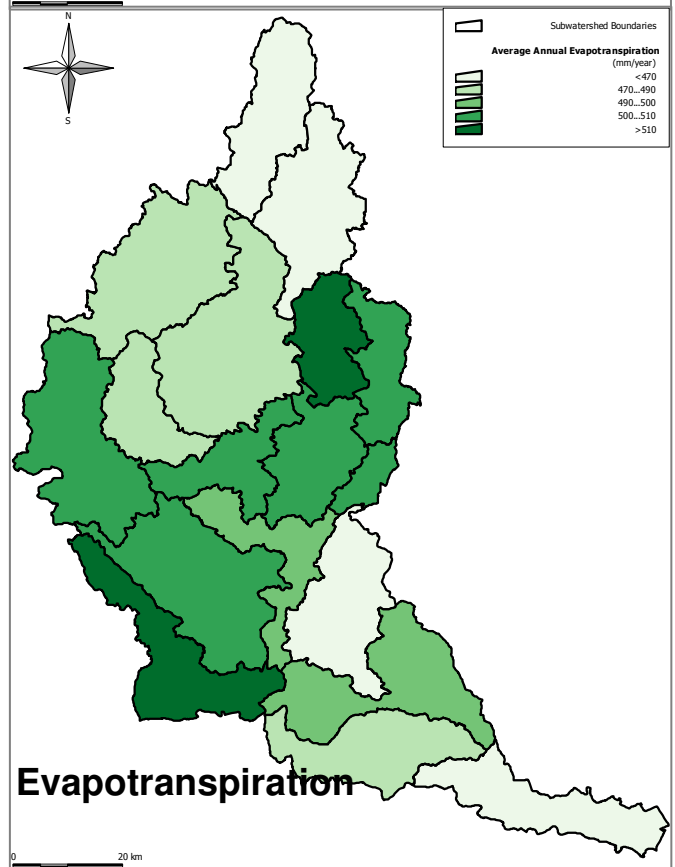 N
S
Subwatershed Boundaries
Average Annual Evapotranspiration
(mm/year)
<470
470...490
490...500
500...510
>510
Evapotranspiration
0 20 km